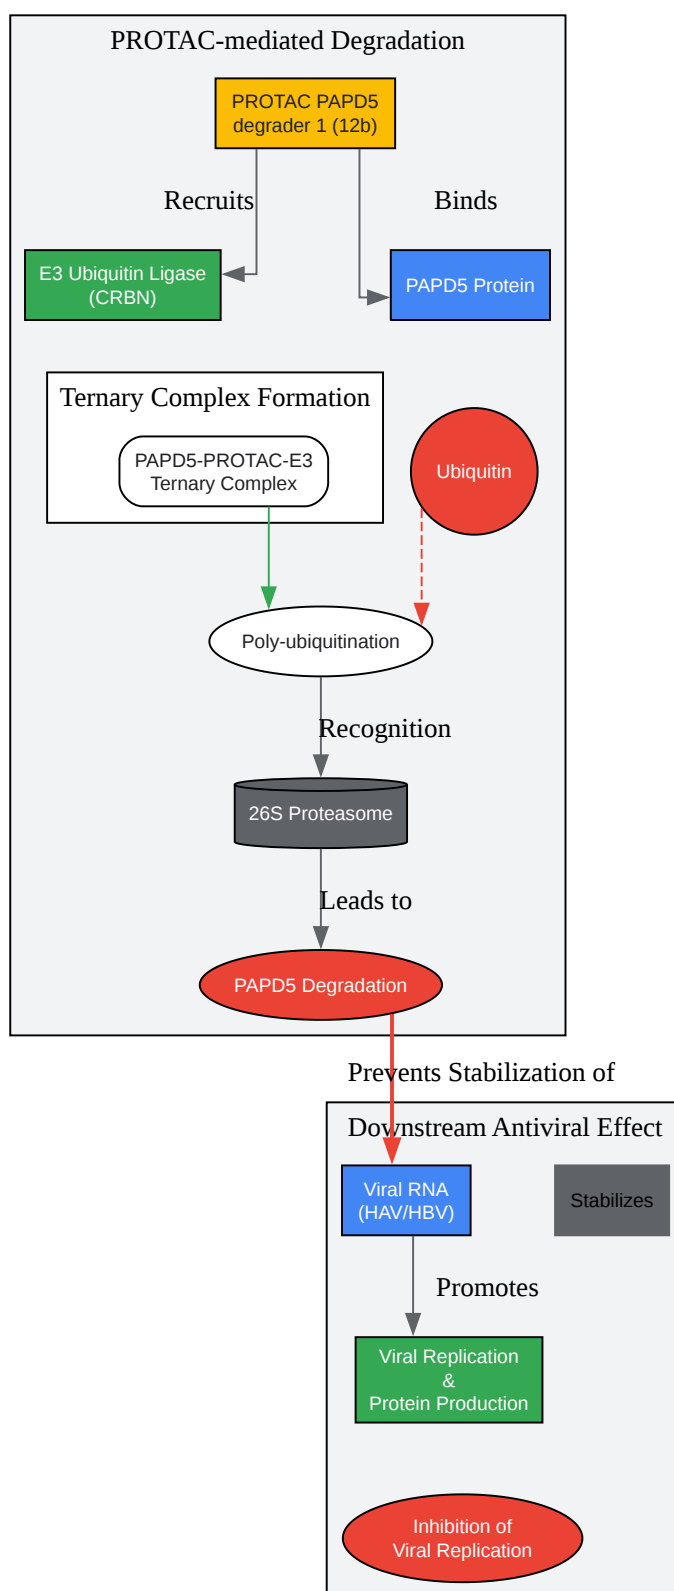 PROTAC-mediated Degradation
PROTAC PAPD5
degrader 1 (12b)
Recruits
Binds
E3 Ubiquitin Ligase
(CRBN)
PAPD5 Protein
Ternary Complex Formation
PAPD5-PROTAC-E3
Ternary Complex
Ubiquitin
Poly-ubiquitination
Recognition
26S Proteasome
Leads to
PAPD5 Degradation
Prevents Stabilization of
Downstream Antiviral Effect
Viral RNA
(HAV/HBV)
Stabilizes
Promotes
Viral Replication
&
Protein Production
Inhibition of
Viral Replication